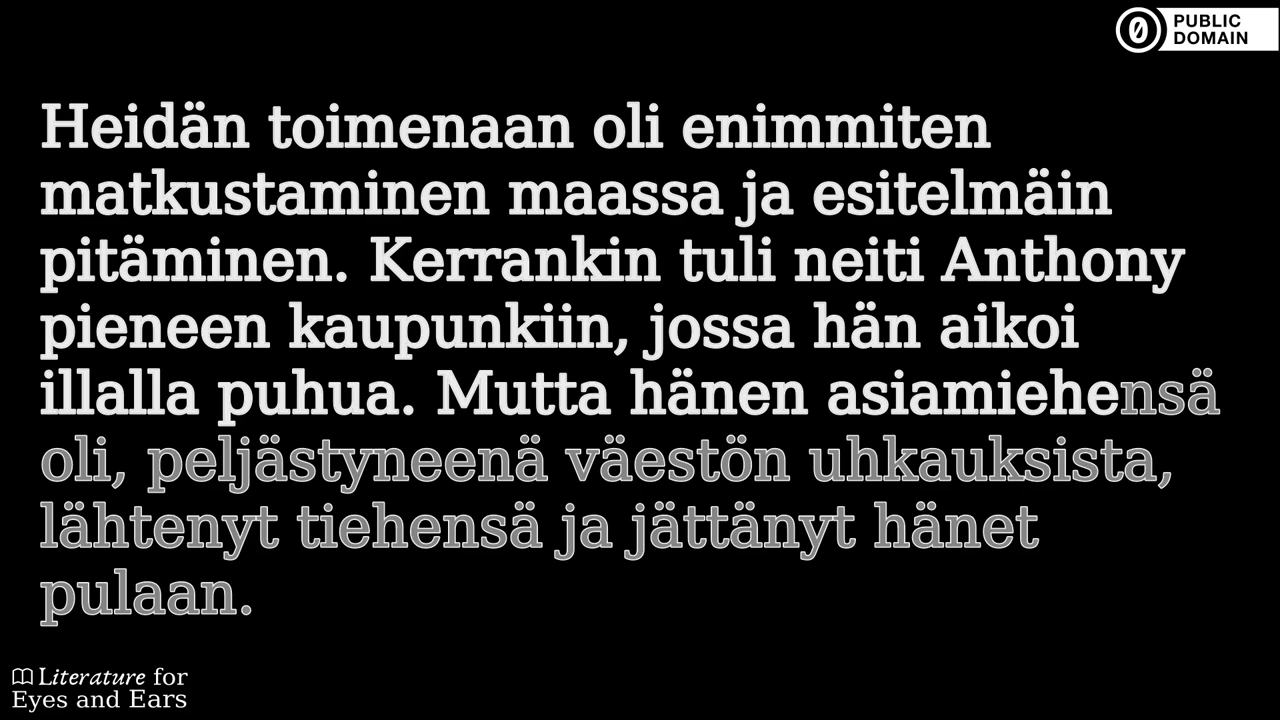 PUBLIC
DOMAIN
Heidän toimenaan oli enimmiten
matkustaminen maassa ja esitelmäin
pitäminen. Kerrankin tuli neiti Anthony
pieneen kaupunkiin, jossa hän aikoi
illalla puhua. Mutta hänen asiamiehensä
oli, peljästyneenä väestön uhkauksista,
lähtenyt tiehensä ja jättänyt hänet
pulaan.
Literature for
Eyes and Ears